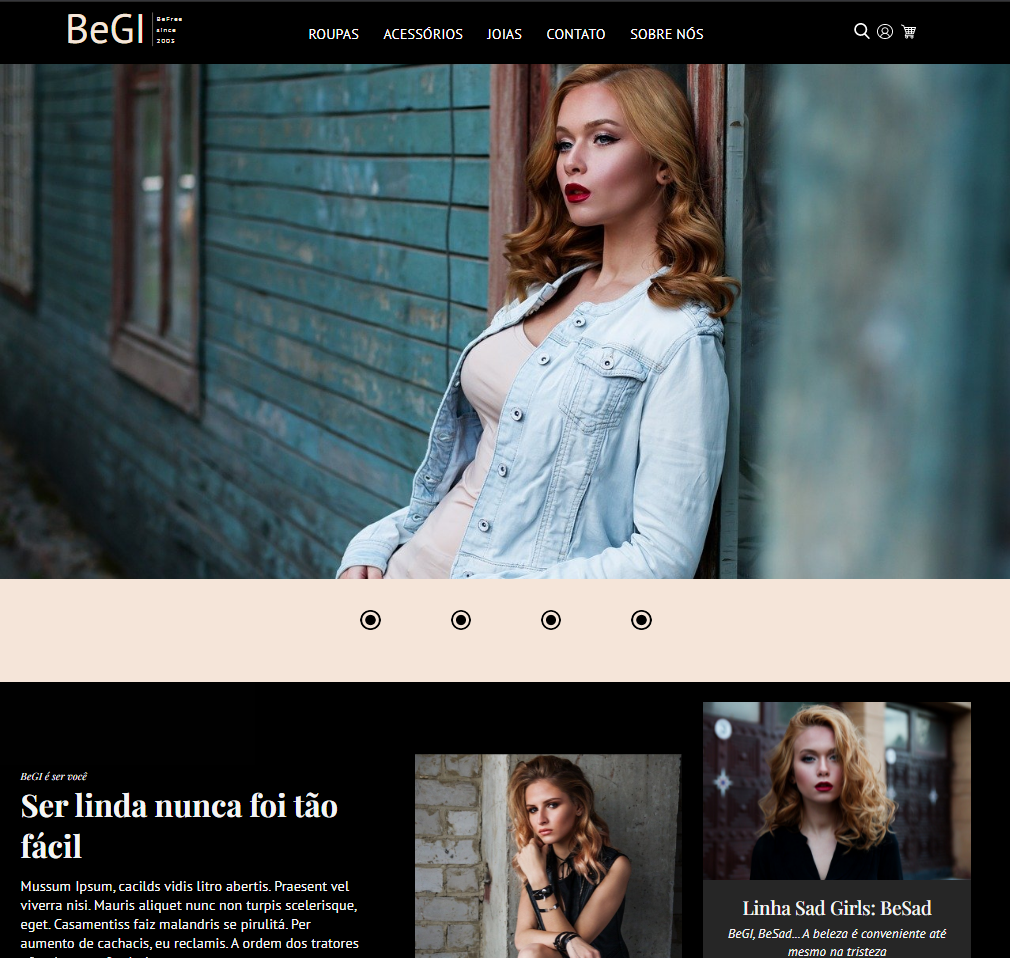 BeGI
BeFree
since
2003
ROUPAS ACESSÓRIOS JOIAS CONTATO SOBRE NÓS
BeGI é ser você
Ser linda nunca foi tão
fácil
Mussum Ipsum, cacilds vidis litro abertis. Praesent vel
viverra nisi. Mauris aliquet nunc non turpis scelerisque,
eget. Casamentiss faiz malandris se pirulitá. Per
aumento de cachacis, eu reclamis. A ordem dos tratores
Linha Sad Girls: BeSad
BeGI, BeSad... A beleza é conveniente até
mesmo na tristeza